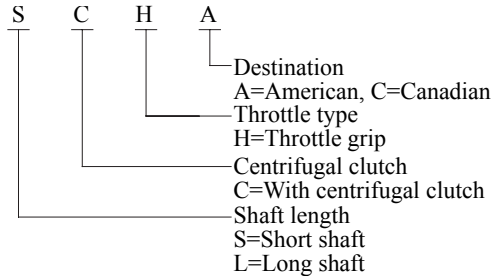 S C H A
Destination
A=American, C=Canadian
Throttle type
H=Throttle grip
Centrifugal clutch
C=With centrifugal clutch
Shaft length
S=Short shaft
L=Long shaft